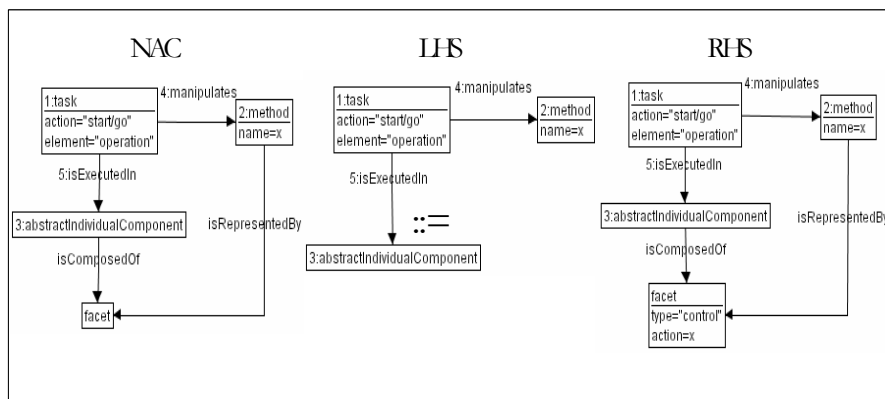 NAC
1:task
action="start/go"
element="operation"
4:manipulates
2:method
name=x
5:isExecutedIn
3:abstractIndividualComponent
isRepresentedBy
isComposedOf
facet
LHS
1:task
action="start/go"
element="operation"
4:manipulates
2:method
name=x
5:isExecutedIn
::=
3:abstractIndividualComponent
RHS
1:task
action="start/go"
element="operation"
4:manipulates
2:method
name=x
5:isExecutedIn
3:abstractIndividualComponent
isRepresentedBy
isComposedOf
facet
type="control"
action=x